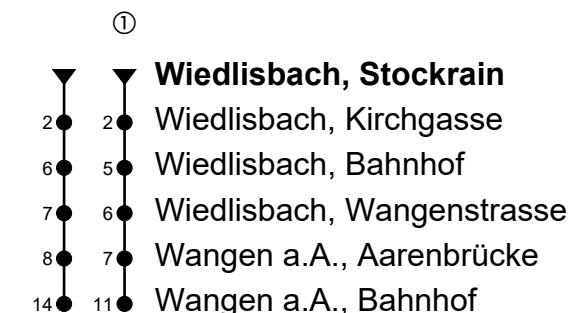 ①
Wiedlisbach, Stockrain
2 2 Wiedlisbach, Kirchgasse
6 5 Wiedlisbach, Bahnhof
7 6 Wiedlisbach, Wangenstrasse
8 7 Wangen a.A., Aarenbrücke
14 11 Wangen a.A., Bahnhof